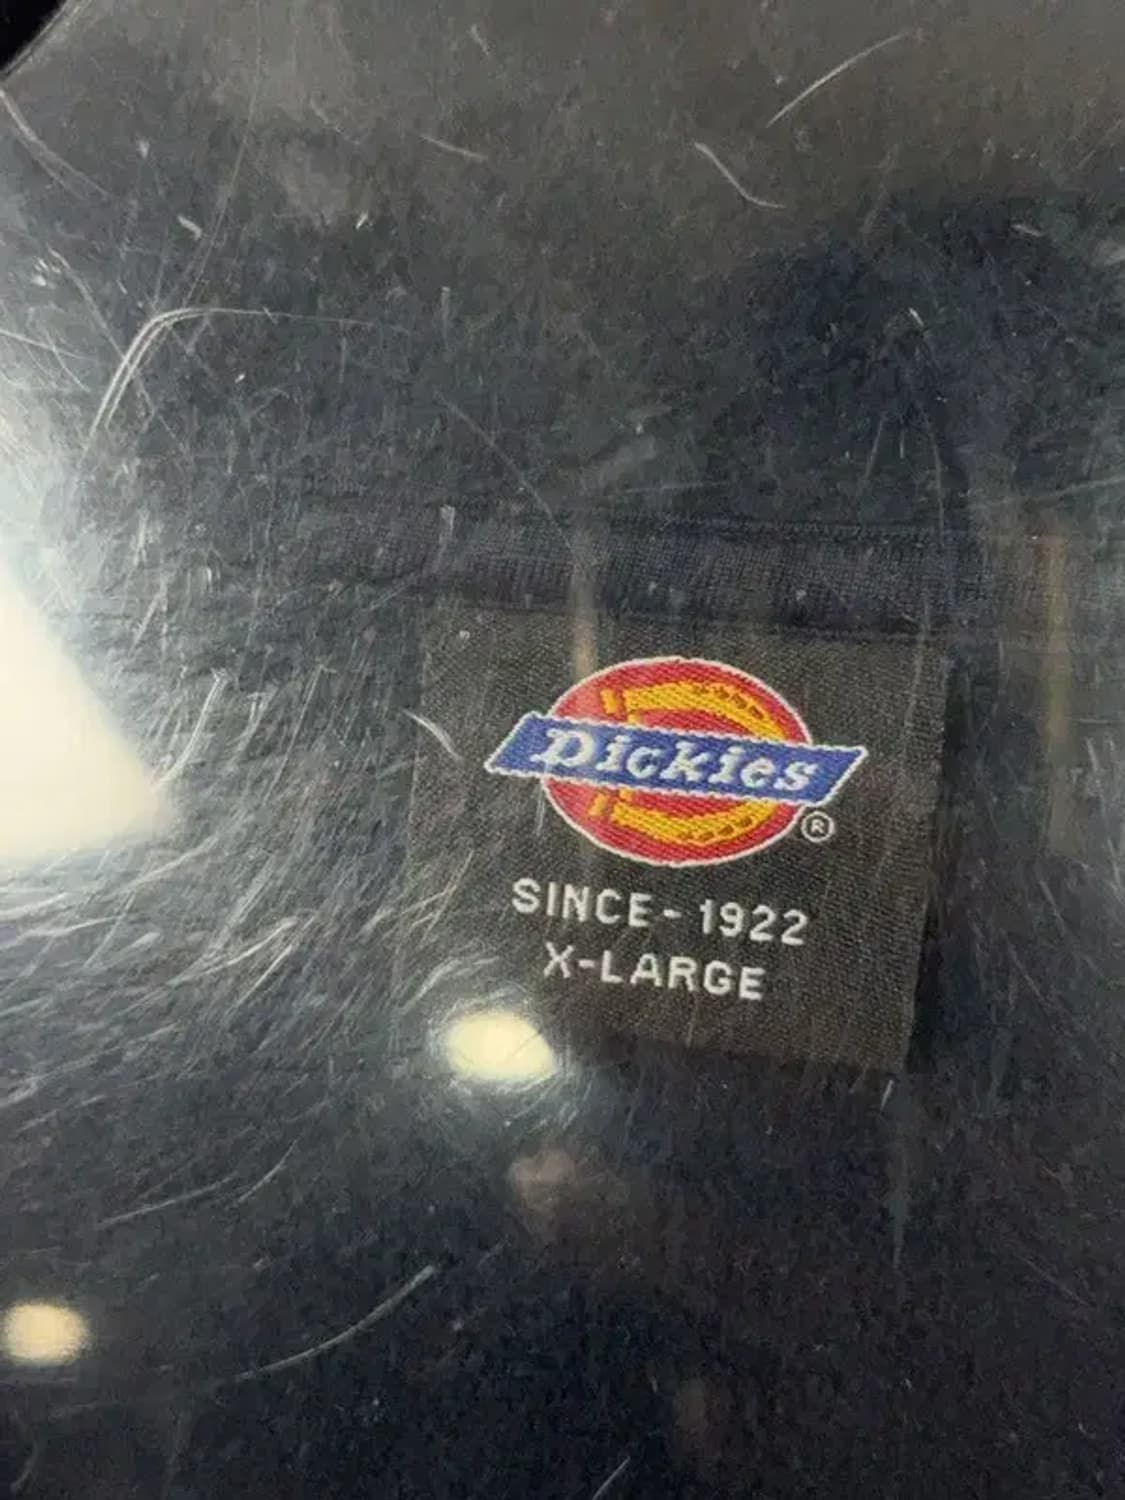 Dickies
®
SINCE - 1922
X-LARGE